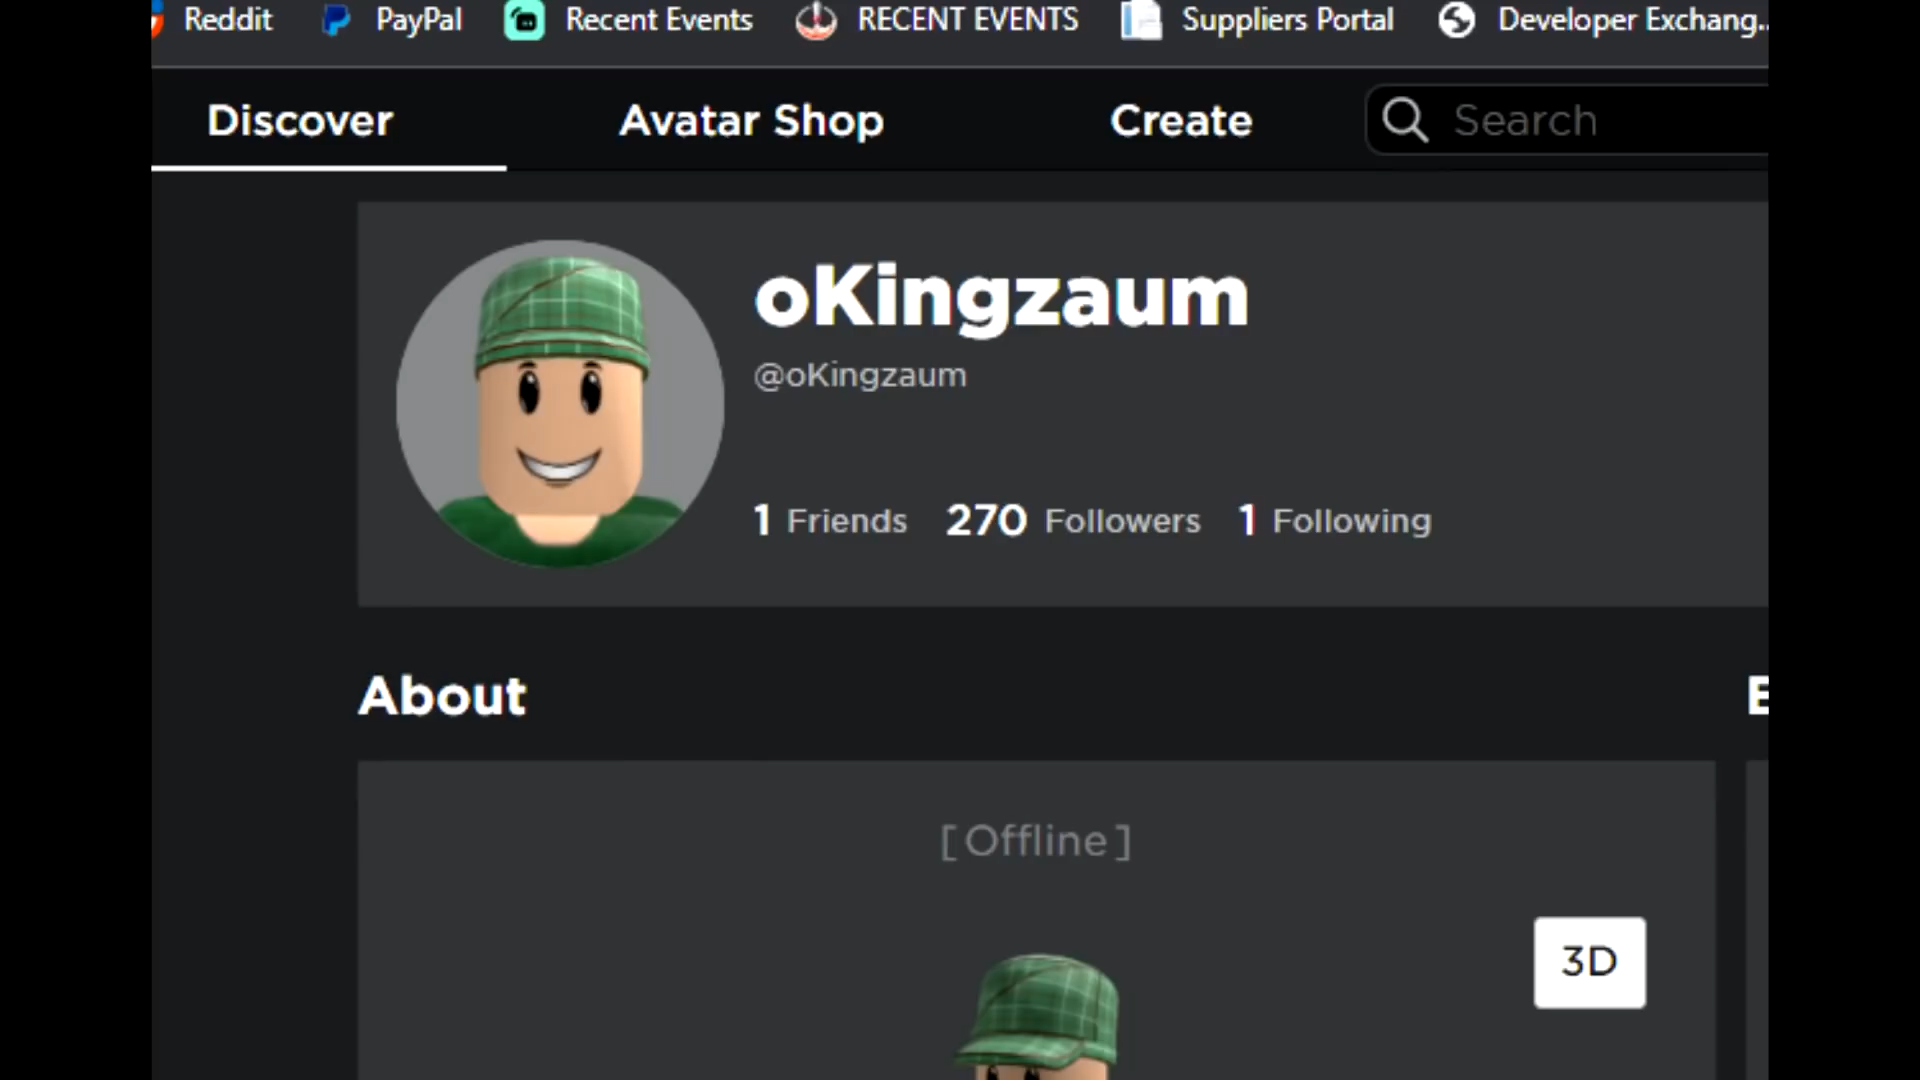 Reddit PayPal Recent Events RECENT EVENTS Suppliers Portal Developer Exchang...
Discover Avatar Shop Create Search
oKingzaum
@oKingzaum
1 Friends 270 Followers 1 Following
About
[ Offline ]
3D